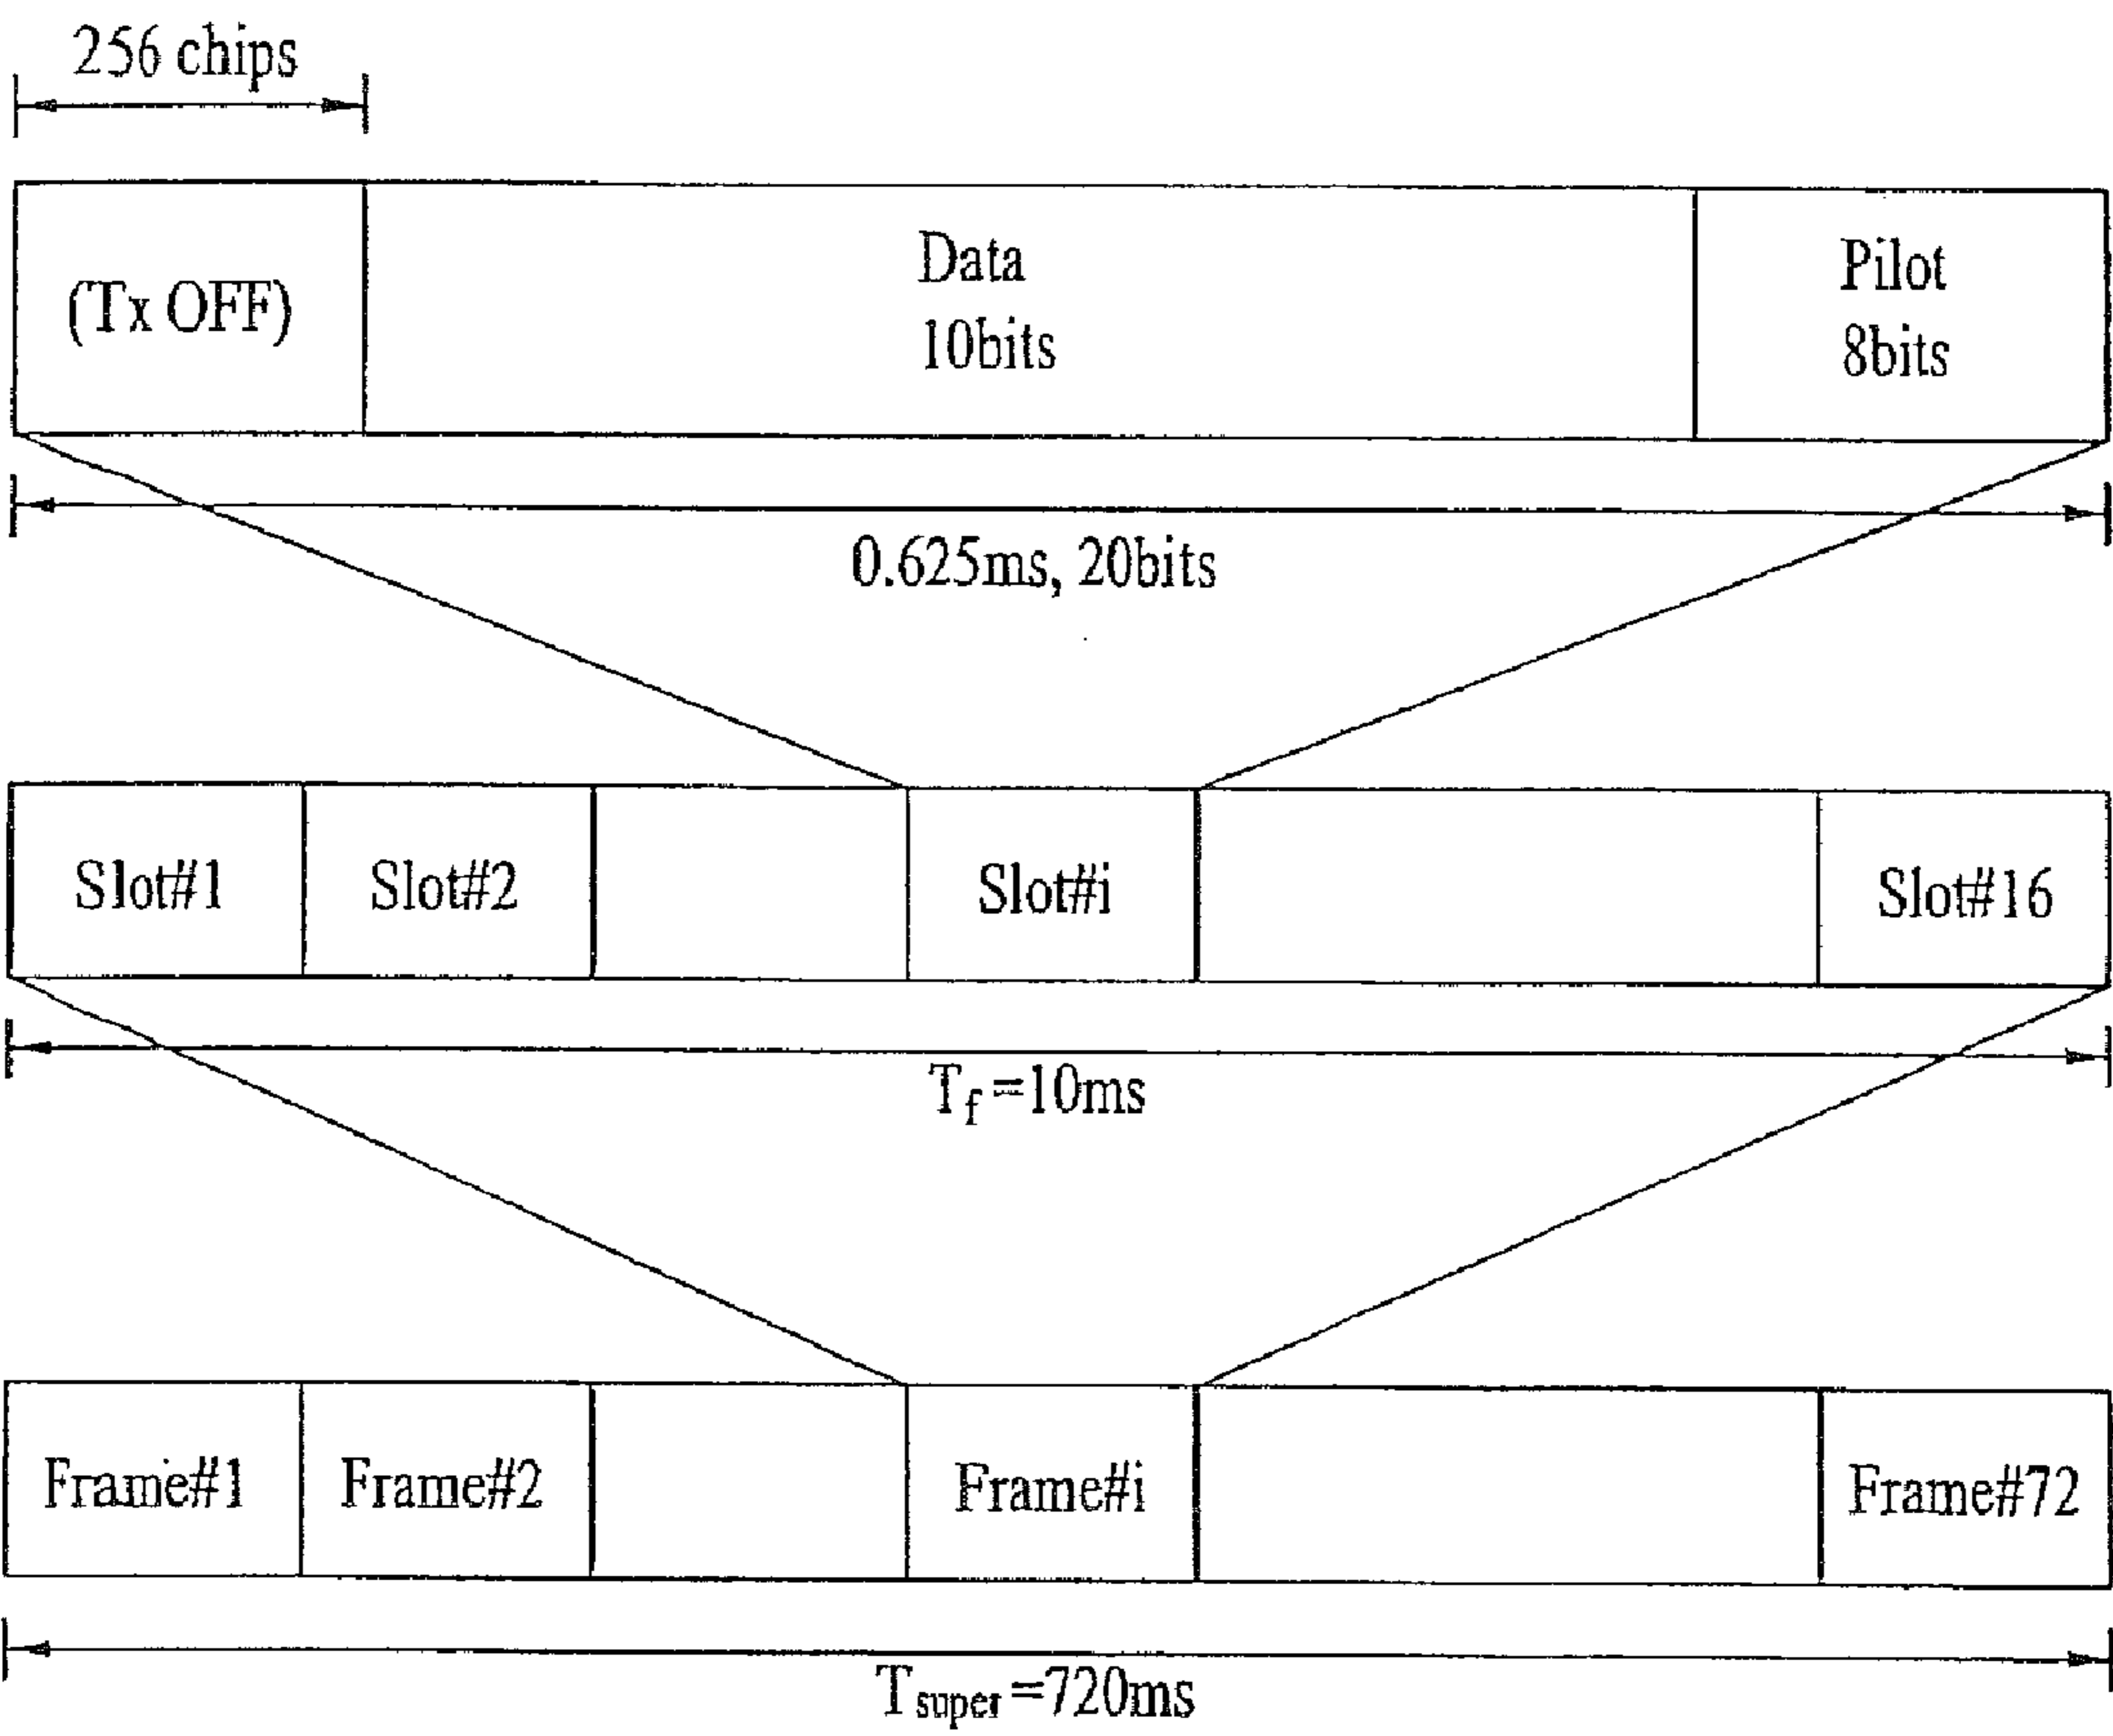 256 chips
(Tx OFF)
Data
10bits
Pilot
8bits
0.625ms, 20bits
Slot#1
Slot#2
Slot#i
Slot#16
Tf =10ms
Frame#1
Frame#2
Frame#i
Frame#72
Tsuper =720ms